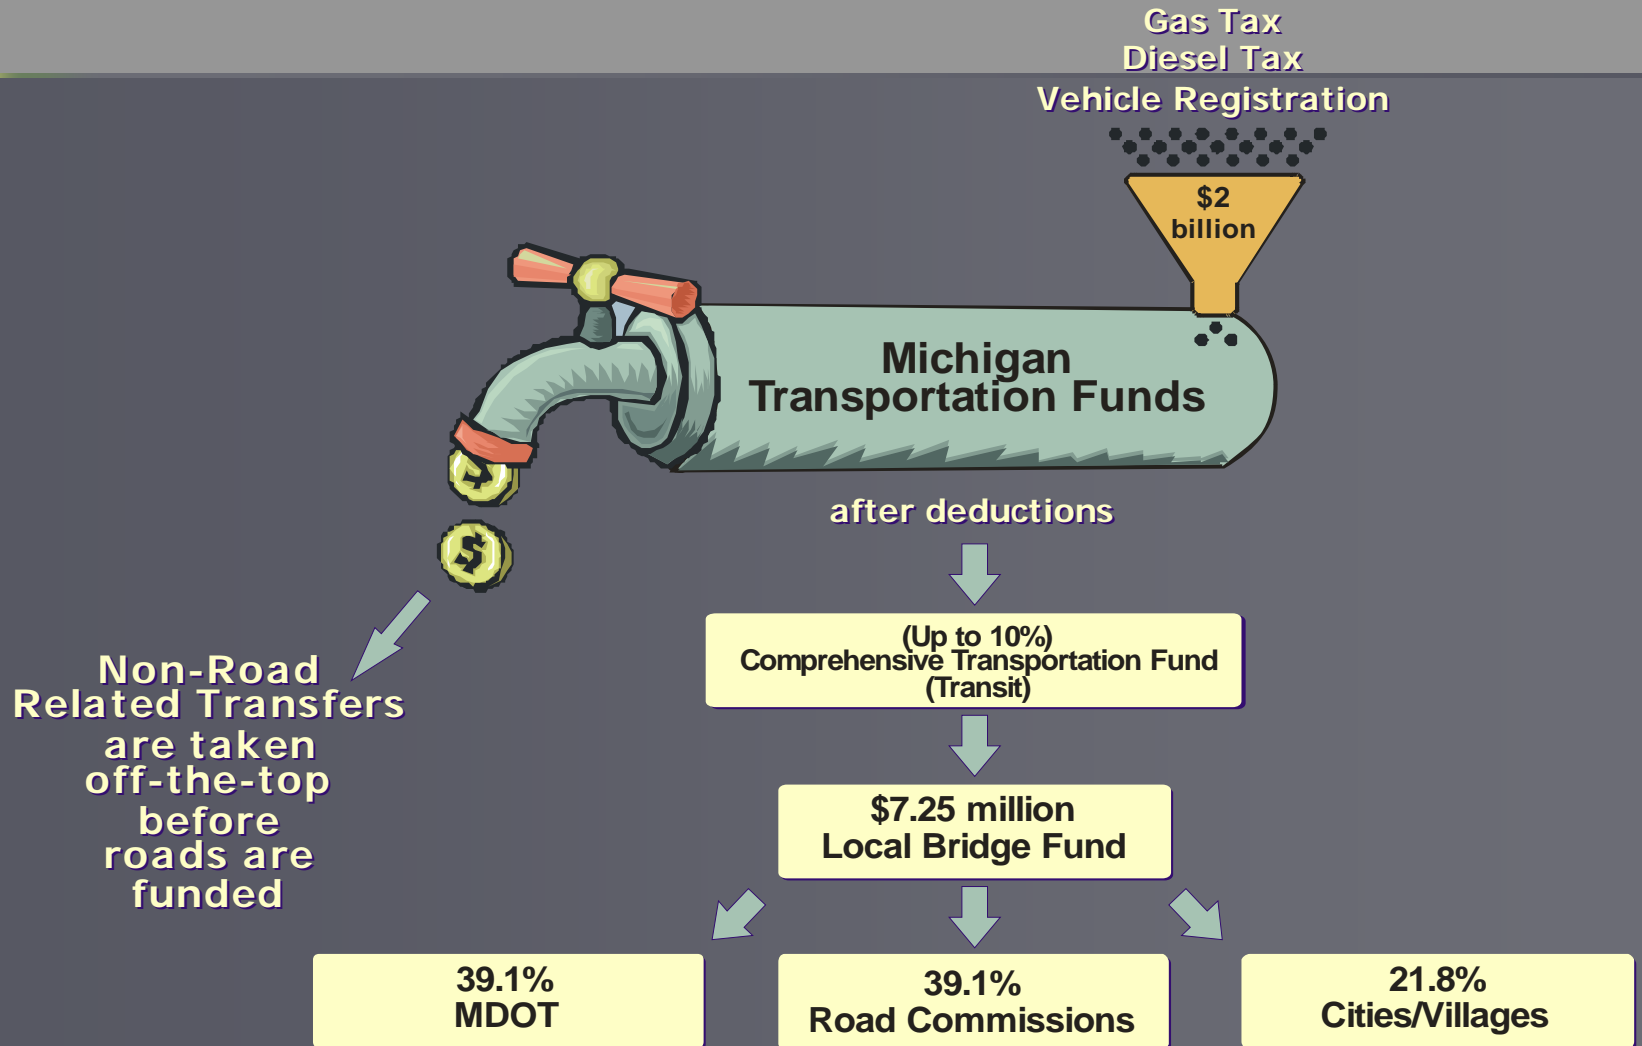 Gas Tax
Diesel Tax
Vehicle Registration
$2
billion
Michigan
Transportation Funds
$
$
after deductions
(Up to 10%)
Comprehensive Transportation Fund
(Transit)
Non-Road
Related Transfers
are taken
off-the-top
before
roads are
funded
$7.25 million
Local Bridge Fund
39.1%
MDOT
39.1%
Road Commissions
21.8%
Cities/Villages